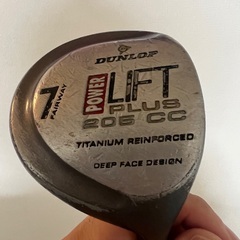 DUNLOP
7
FAIRWAY
POWER
LIFT
PLUS
205 CC
TITANIUM REINFORCED
DEEP FACE DESIGN